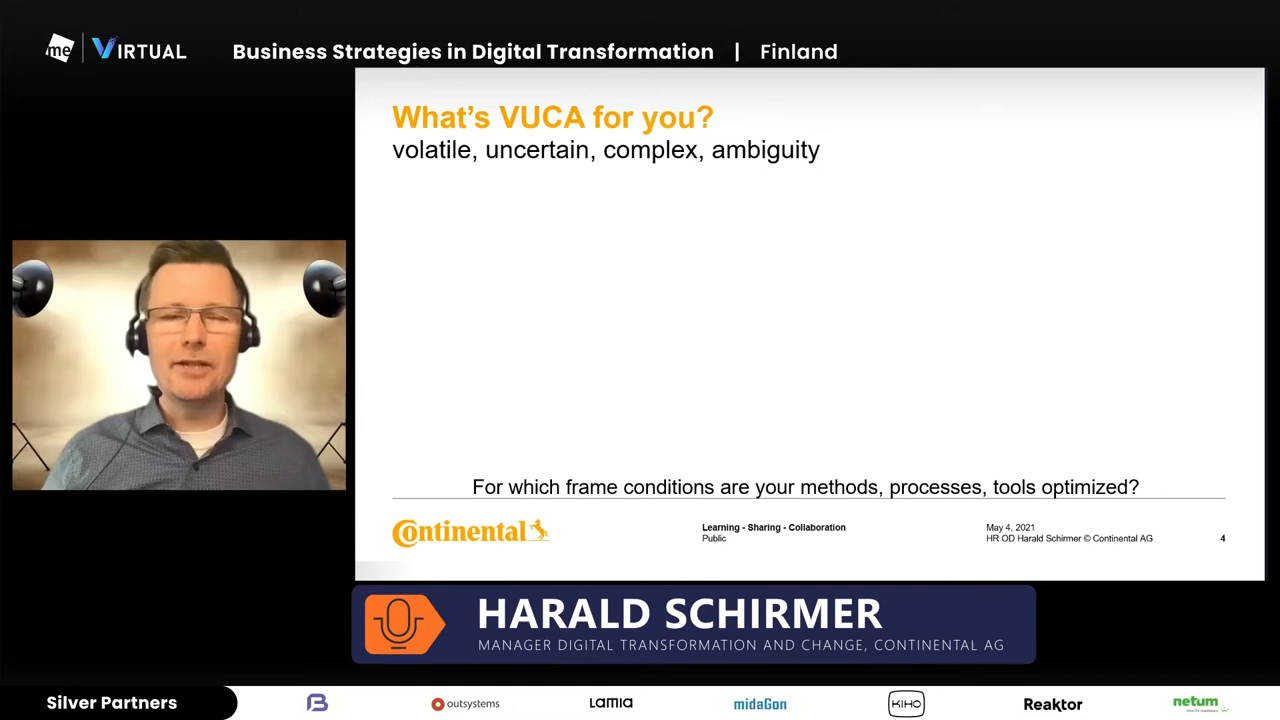 me VIRTUAL
Business Strategies in Digital Transformation | Finland
What's VUCA for you?
volatile, uncertain, complex, ambiguity
For which frame conditions are your methods, processes, tools optimized?
Continental
Learning - Sharing - Collaboration
Public
May 4, 2021
HR OD Harald Schirmer © Continental AG
4
HARALD SCHIRMER
MANAGER DIGITAL TRANSFORMATION AND CHANGE, CONTINENTAL AG
Silver Partners
outsystems
LAMIA
midaGon
KIHO
Reaktor
netum